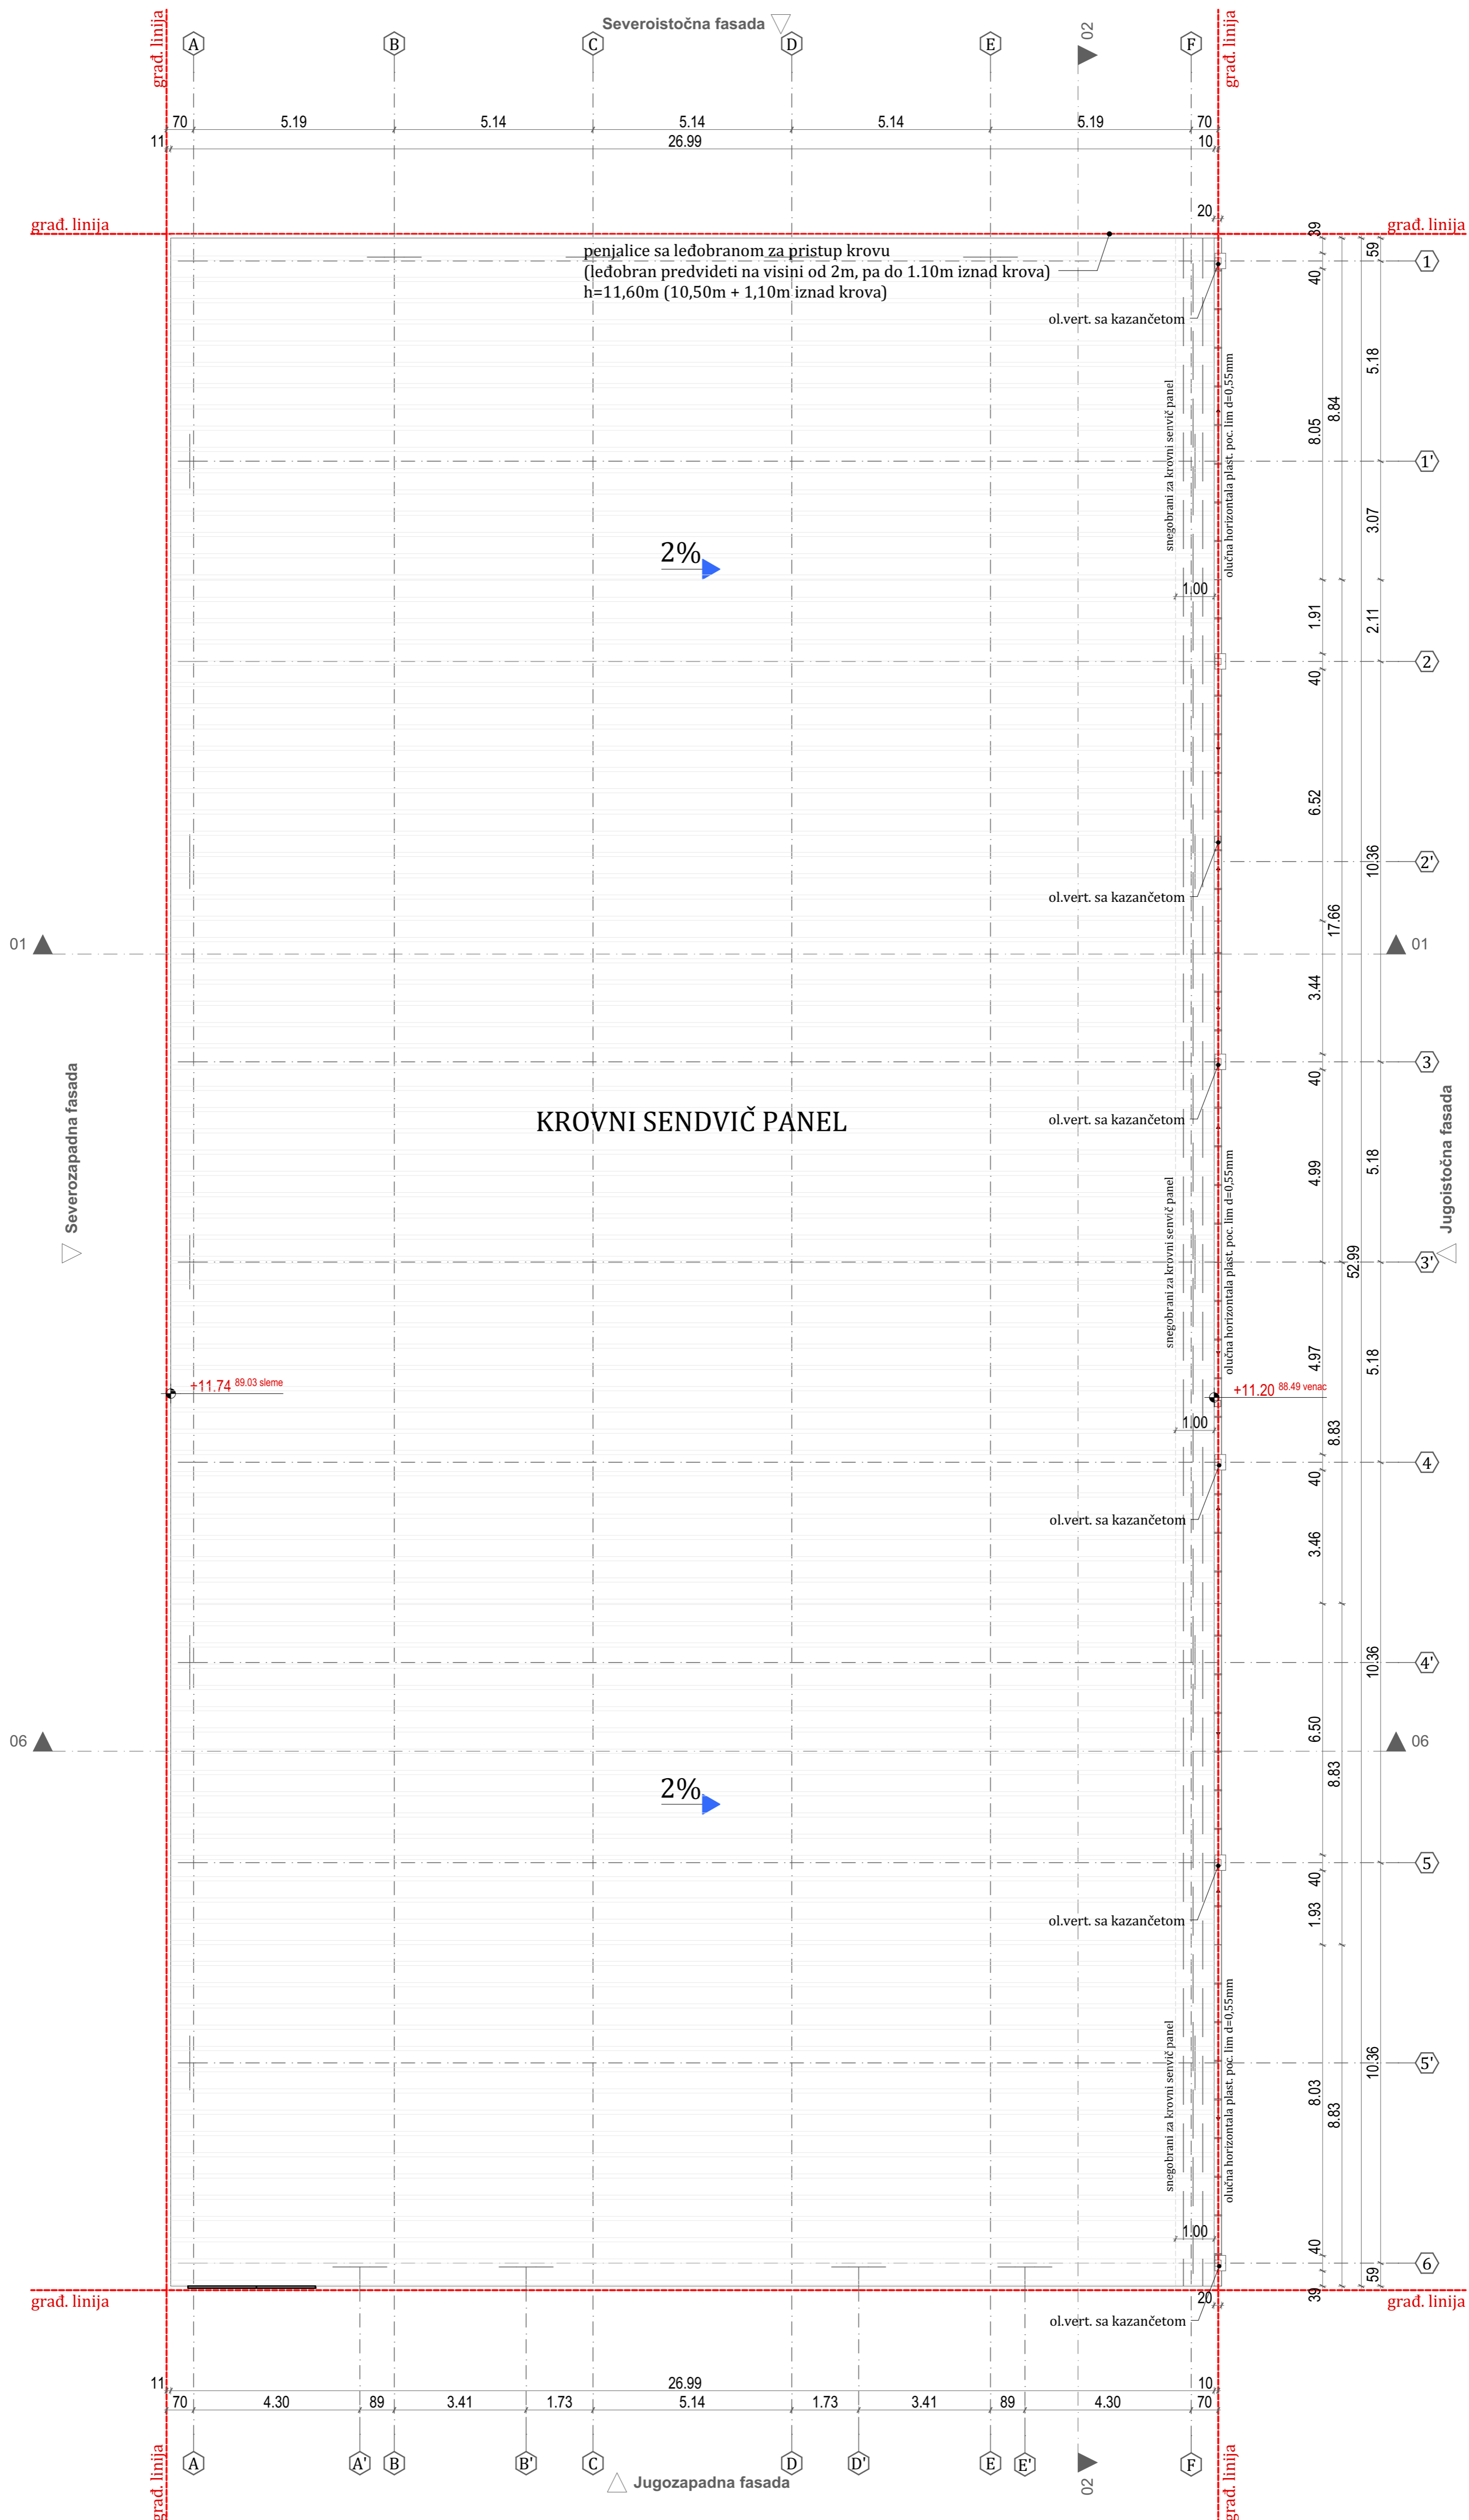 Severoistočna fasada
građ. linija
građ. linija
02
A
B
C
D
E
F
70
5.19
5.14
5.14
5.14
5.19
70
11
26.99
10
20
građ. linija
građ. linija
penjalice sa leđobranom za pristup krovu
(leđobran predvideti na visini od 2m, pa do 1.10m iznad krova)
h=11,60m (10,50m + 1,10m iznad krova)
39
59
1
40
ol.vert. sa kazančetom
snegobrani za krovni senvič panel
olučna horizontala plast. poc. lim d=0,55mm
8.05
8.84
5.18
1'
3.07
2%
1.00
1.91
2.11
2
40
6.52
10.36
2'
ol.vert. sa kazančetom
17.66
01
01
3.44
3
40
KROVNI SENDVIČ PANEL
ol.vert. sa kazančetom
Severozapadna fasada
Jugoistočna fasada
snegobrani za krovni senvič panel
olučna horizontala plast. poc. lim d=0,55mm
4.99
5.18
52.99
3'
4.97
5.18
+11.74 89.03 sleme
+11.20 88.49 venac
1.00
8.83
4
40
ol.vert. sa kazančetom
3.46
10.36
4'
06
06
6.50
8.83
2%
5
40
ol.vert. sa kazančetom
1.93
snegobrani za krovni senvič panel
olučna horizontala plast. poc. lim d=0,55mm
10.36
5'
8.03
8.83
1.00
40
6
59
39
20
građ. linija
građ. linija
ol.vert. sa kazančetom
11
26.99
10
70
4.30
89
3.41
1.73
5.14
1.73
3.41
89
4.30
70
A
A'
B
B'
C
D
D'
E
E'
F
građ. linija
građ. linija
02
Jugozapadna fasada